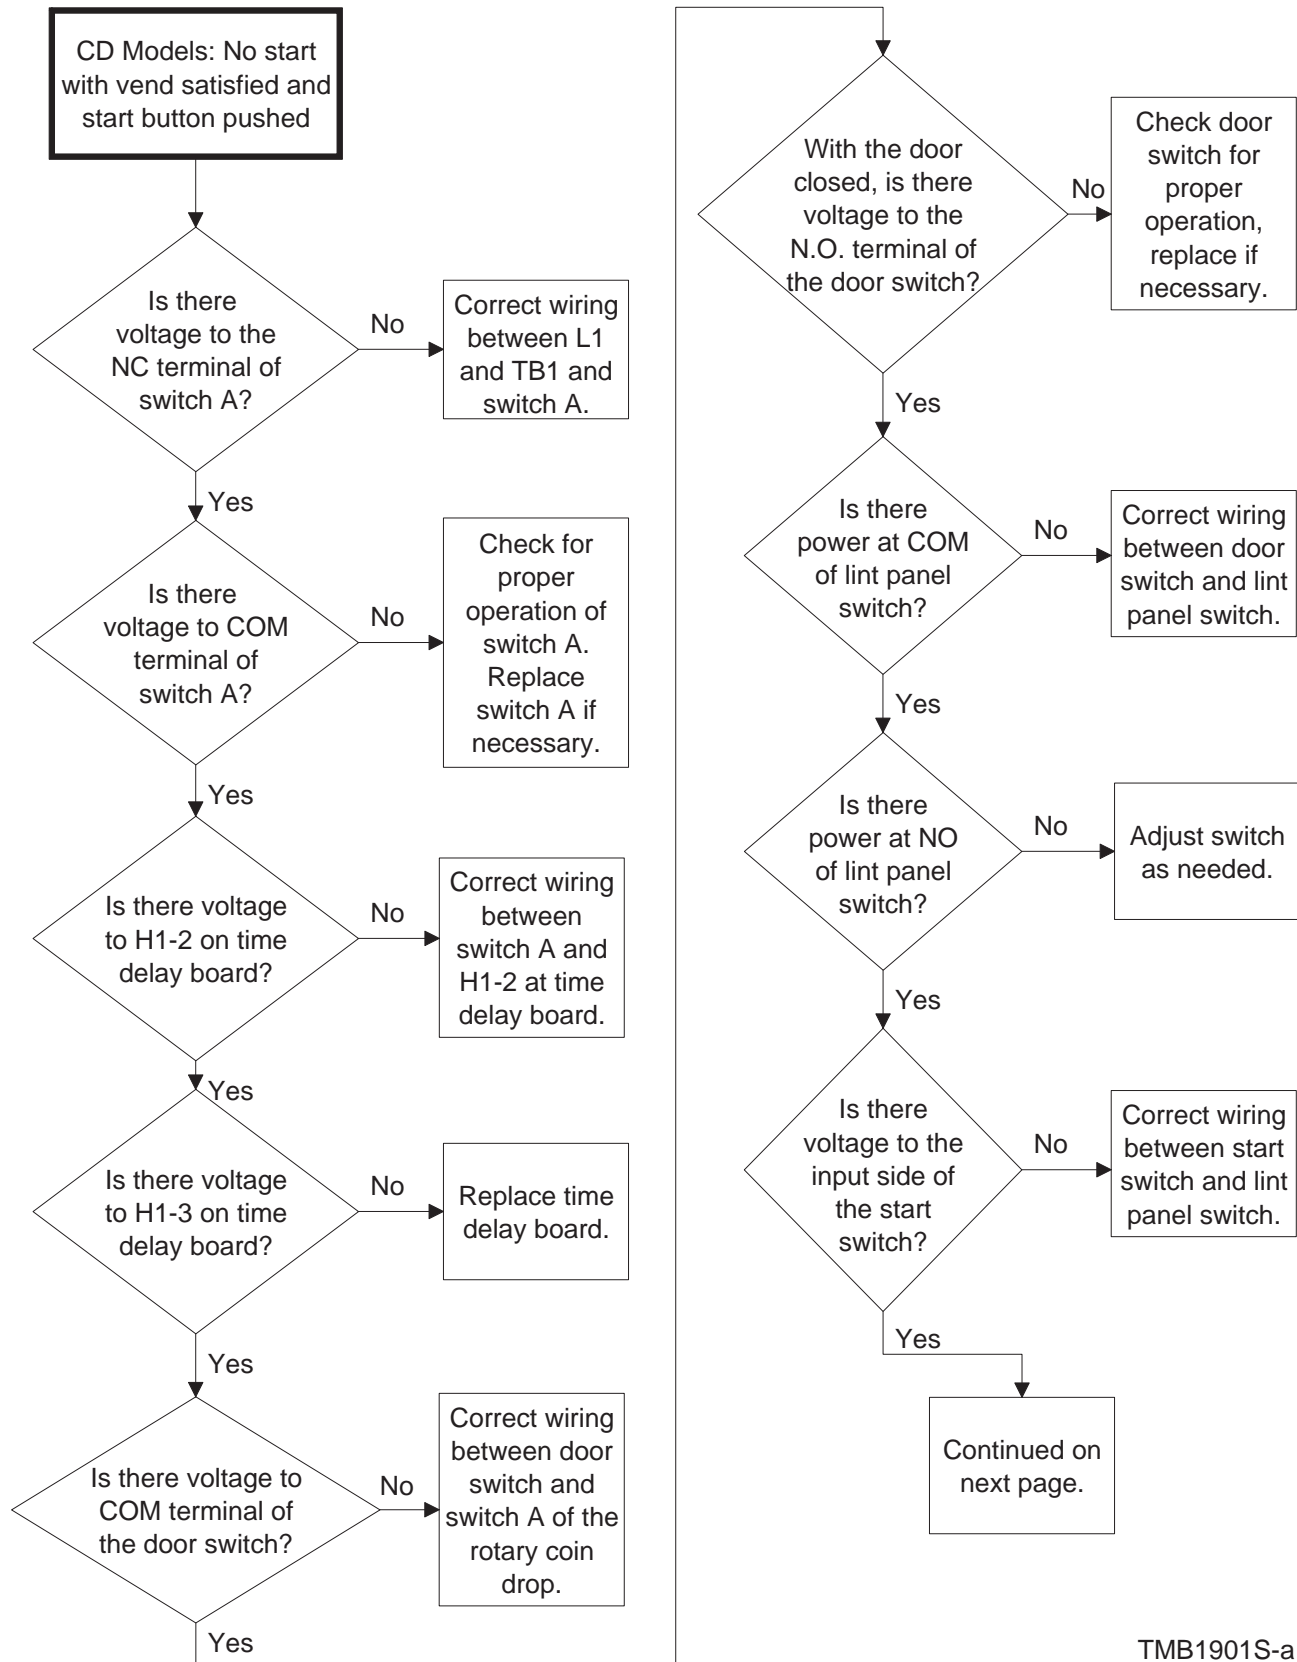 CD Models: No start
with vend satisfied and
start button pushed
Is there
voltage to the
NC terminal of
switch A?
No
Correct wiring
between L1
and TB1 and
switch A.
Yes
Is there
voltage to COM
terminal of
switch A?
No
Check for
proper
operation of
switch A.
Replace
switch A if
necessary.
Yes
Is there voltage
to H1-2 on time
delay board?
No
Correct wiring
between
switch A and
H1-2 at time
delay board.
Yes
Is there voltage
to H1-3 on time
delay board?
No
Replace time
delay board.
Yes
Is there voltage to
COM terminal of
the door switch?
No
Correct wiring
between door
switch and
switch A of the
rotary coin
drop.
Yes
With the door
closed, is there
voltage to the
N.O. terminal of
the door switch?
No
Check door
switch for
proper
operation,
replace if
necessary.
Yes
Is there
power at COM
of lint panel
switch?
No
Correct wiring
between door
switch and lint
panel switch.
Yes
Is there
power at NO
of lint panel
switch?
No
Adjust switch
as needed.
Yes
Is there
voltage to the
input side of
the start
switch?
No
Correct wiring
between start
switch and lint
panel switch.
Yes
Continued on
next page.
TMB1901S-a